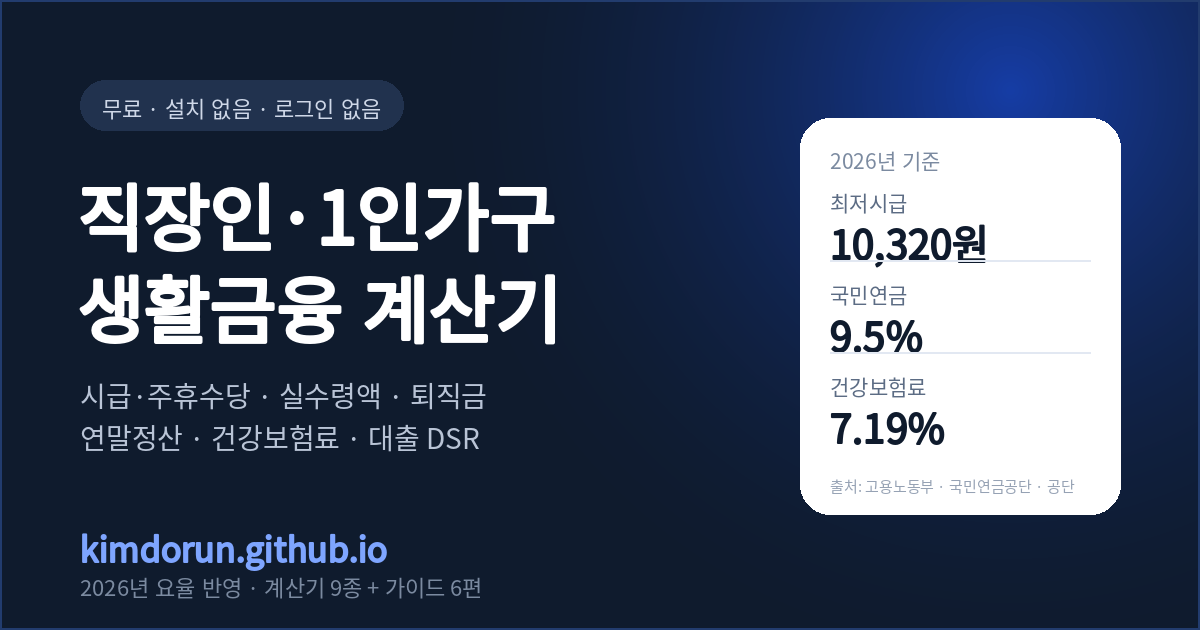 무료 · 설치 없음 · 로그인 없음
직장인 · 1인가구
생활금융 계산기
시급 · 주휴수당 · 실수령액 · 퇴직금
연말정산 · 건강보험료 · 대출 DSR
kimdorun.github.io
2026년 요율 반영 · 계산기 9종 + 가이드 6편
2026년 기준
최저시급
10,320원
국민연금
9.5%
건강보험료
7.19%
출처: 고용노동부 · 국민연금공단 · 공단